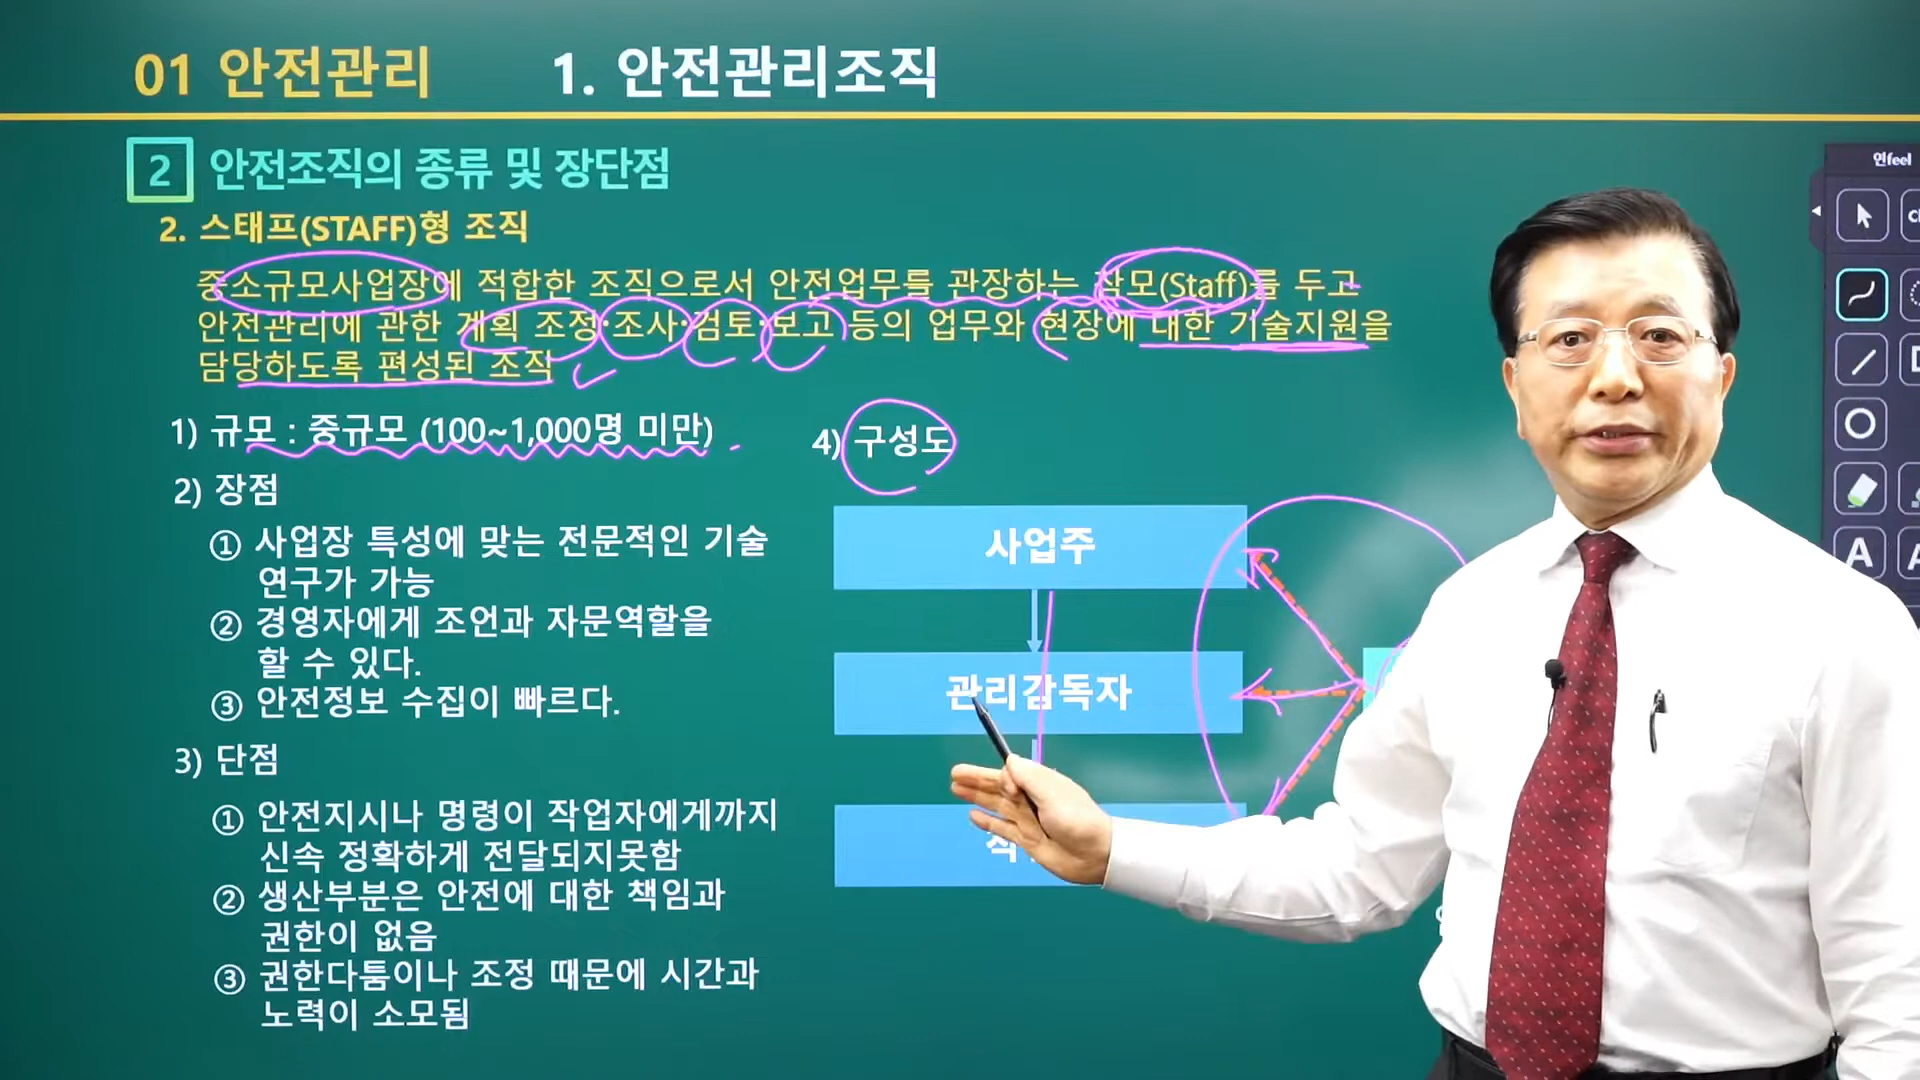 01 안전관리 1. 안전관리조직
2 안전조직의 종류 및 장단점
2. 스태프(STAFF)형 조직
중소규모사업장에 적합한 조직으로서 안전업무를 관장하는 참모(Staff)를 두고
안전관리에 관한 계획 조정·조사·검토·보고 등의 업무와 현장에 대한 기술지원을
담당하도록 편성된 조직
1) 규모 : 중규모 (100~1,000명 미만)
2) 장점
① 사업장 특성에 맞는 전문적인 기술
연구가 가능
② 경영자에게 조언과 자문역할을
할 수 있다.
③ 안전정보 수집이 빠르다.
3) 단점
① 안전지시나 명령이 작업자에게까지
신속 정확하게 전달되지못함
② 생산부분은 안전에 대한 책임과
권한이 없음
③ 권한다툼이나 조정 때문에 시간과
노력이 소모됨
4) 구성도
사업주
관리감독자
인feel
A